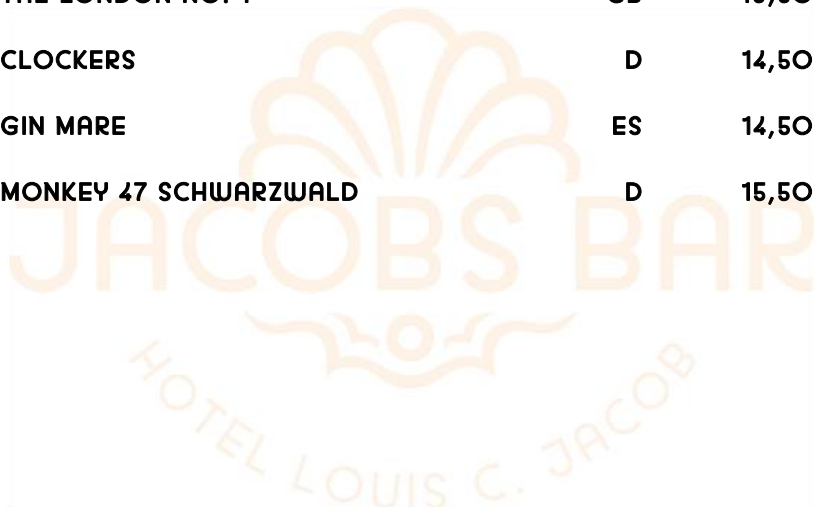 CLOCKERS D 14,50
GIN MARE ES 14,50
MONKEY 47 SCHWARZWALD D 15,50
JACOBS BAR
HOTEL LOUIS C. JACOB